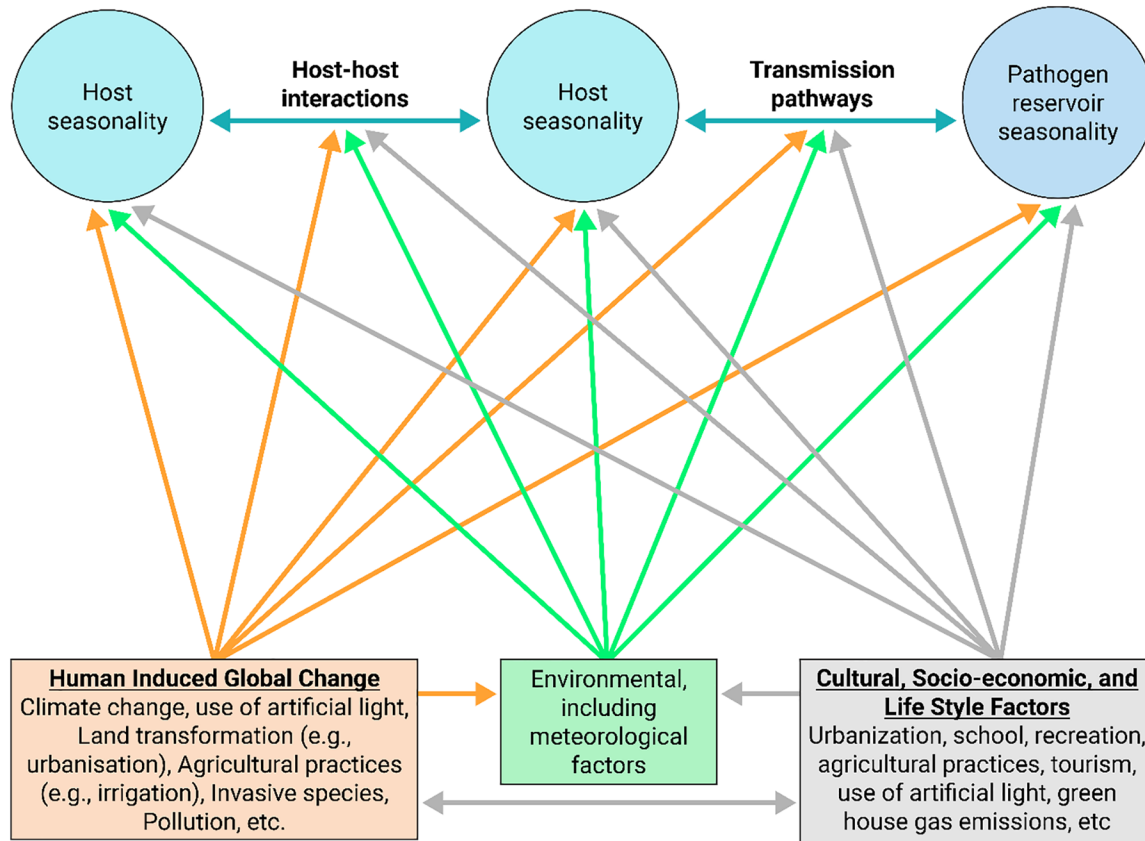 Host
seasonality
Host-host
interactions
Host
seasonality
Transmission
pathways
Pathogen
reservoir
seasonality
Human Induced Global Change
Climate change, use of artificial light,
Land transformation (e.g.,
urbanisation), Agricultural practices
(e.g., irrigation), Invasive species,
Pollution, etc.
Environmental,
including
meteorological
factors
Cultural, Socio-economic, and
Life Style Factors
Urbanization, school, recreation,
agricultural practices, tourism,
use of artificial light, green
house gas emissions, etc